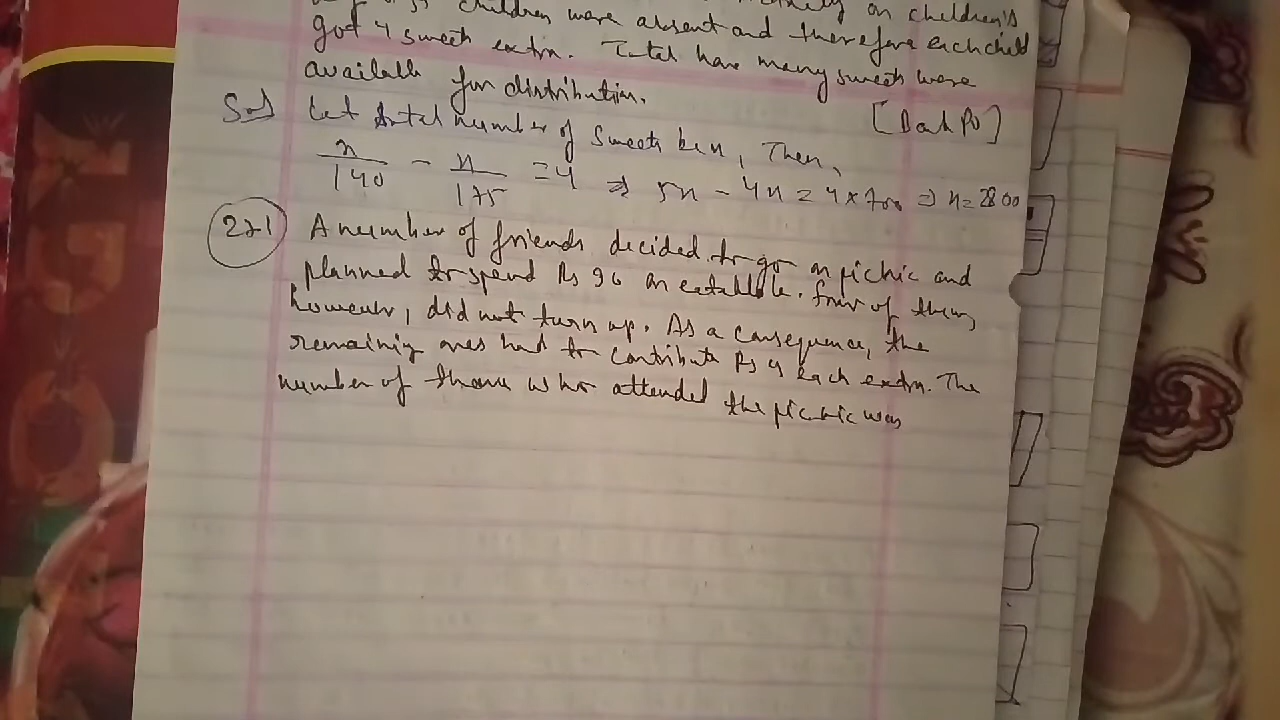 children were absent and therefore each child
got 4 sweets extra. Total how many sweets were
available for distribution.
[Bank PO]
Sol Let total number of sweets be n, Then,
n/140 - n/175 = 4 ⇒ 5n - 4n = 4 × 700 ⇒ n = 2800
221 A number of friends decided to go on picnic and
planned to spend Rs 96 on eatable. four of them,
however, did not turn up. As a consequence, the
remaining ones had to contribute Rs 4 each extra. The
number of those who attended the picnic was